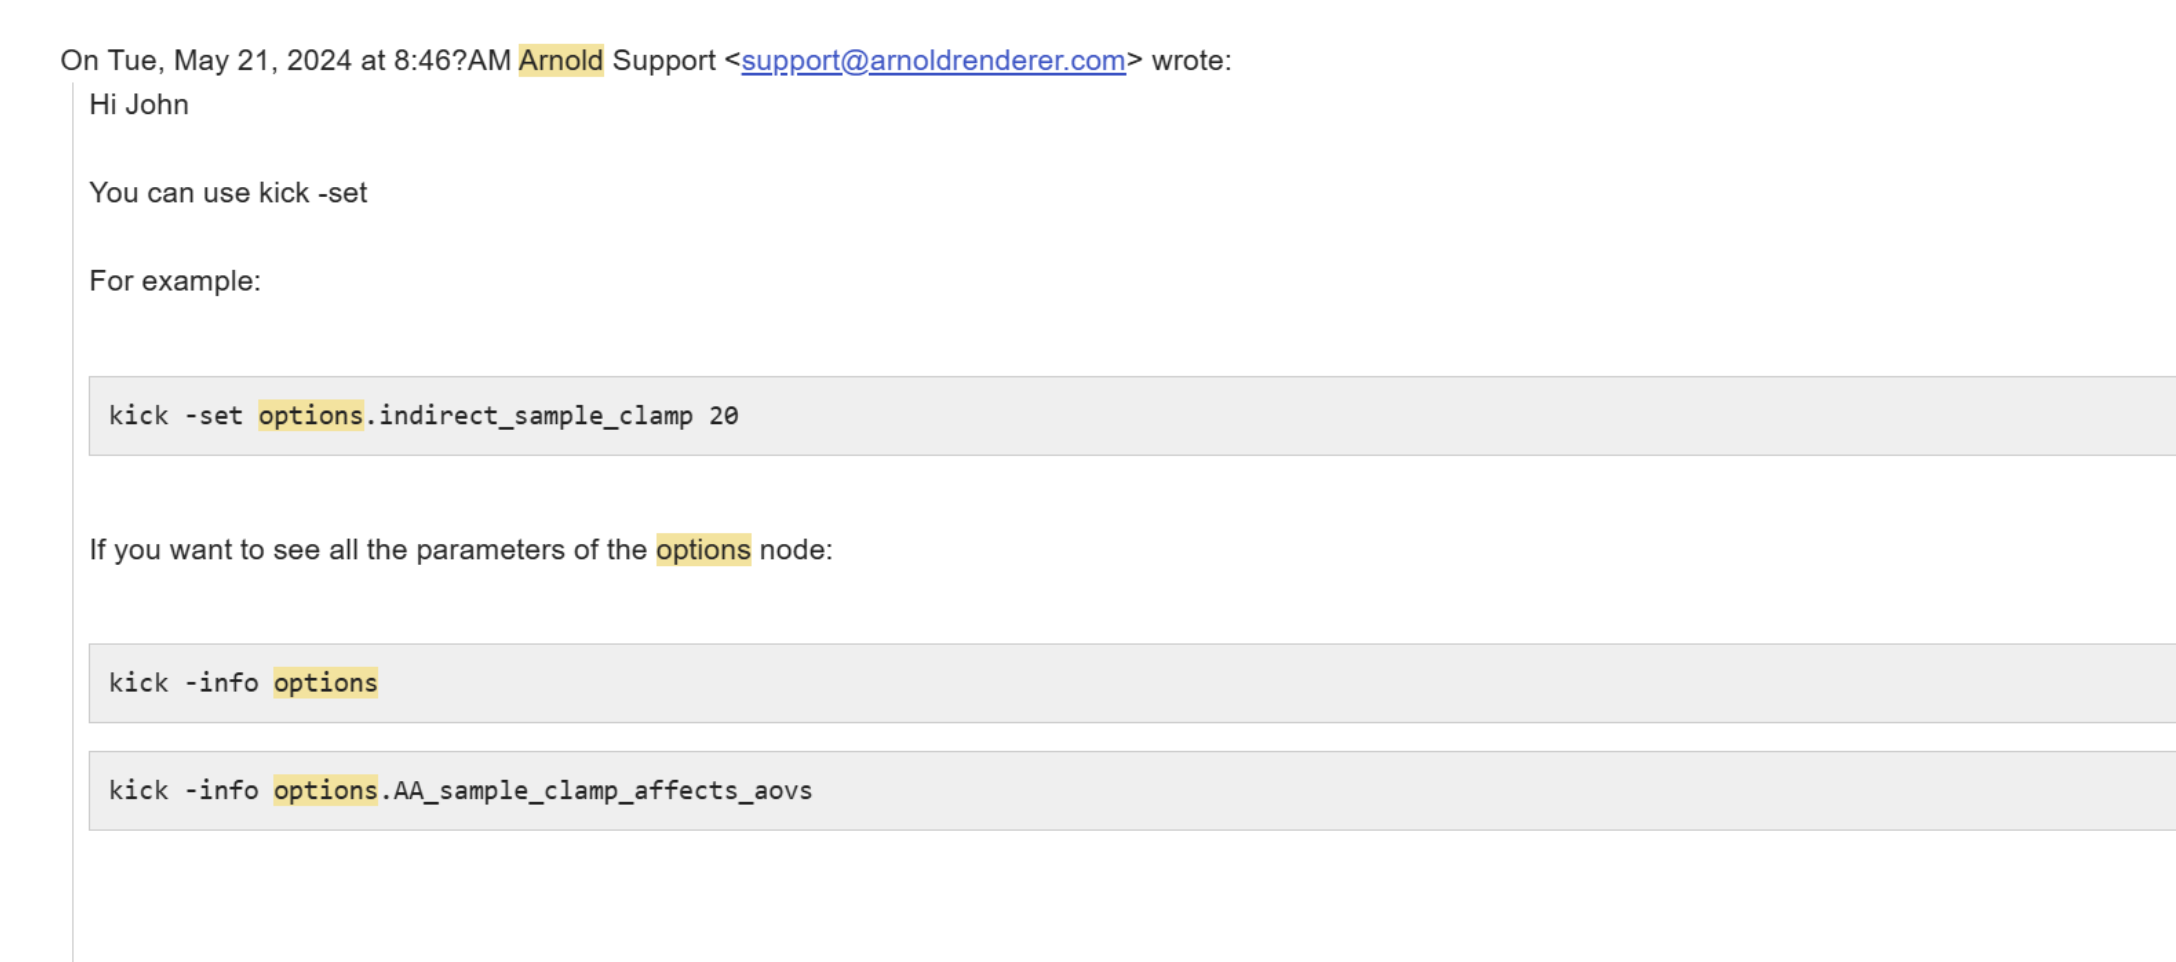 On Tue, May 21, 2024 at 8:46?AM Arnold Support <support@arnoldrenderer.com> wrote:
Hi John
You can use kick -set
For example:
kick -set options.indirect_sample_clamp 20
If you want to see all the parameters of the options node:
kick -info options
kick -info options.AA_sample_clamp_affects_aovs